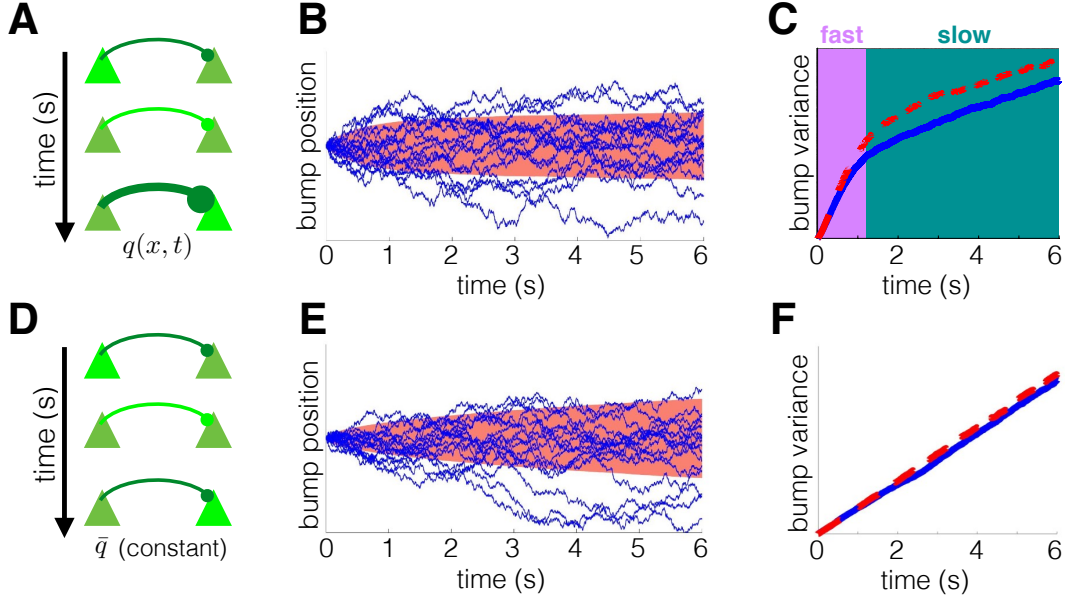 A
time (s)
q(x, t)
B
bump position
0 1 2 3 4 5 6
time (s)
C
fast slow
bump variance
0 2 4 6
time (s)
D
time (s)
q̄ (constant)
E
bump position
0 1 2 3 4 5 6
time (s)
F
bump variance
0 2 4 6
time (s)